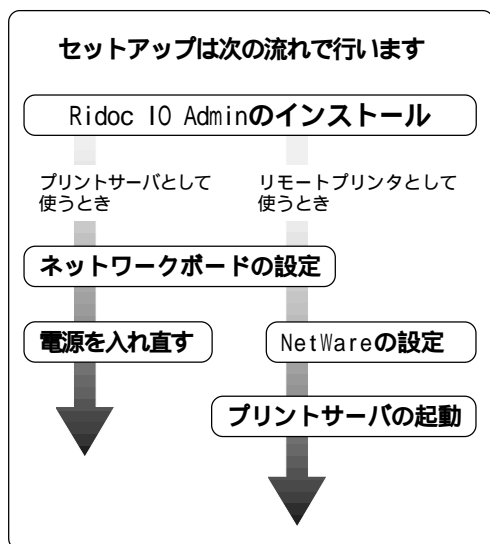 セットアップは次の流れで行います
Ridoc IO Adminのインストール
プリントサーバとして
使うとき
リモートプリンタとして
使うとき
ネットワークボードの設定
電源を入れ直す
NetWareの設定
プリントサーバの起動